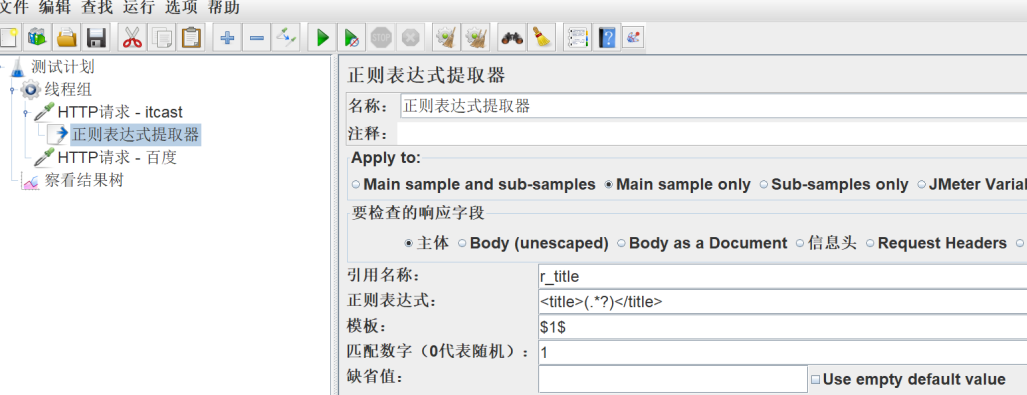 文件 编辑 查找 运行 选项 帮助
STOP
测试计划
线程组
HTTP请求 - itcast
正则表达式提取器
HTTP请求 - 百度
察看结果树
正则表达式提取器
名称： 正则表达式提取器
注释：
Apply to:
Main sample and sub-samples Main sample only Sub-samples only JMeter Varial
要检查的响应字段
主体 Body (unescaped) Body as a Document 信息头 Request Headers
引用名称： r_title
正则表达式： <title>(.*?)</title>
模板： $1$
匹配数字（0代表随机）： 1
缺省值： Use empty default value